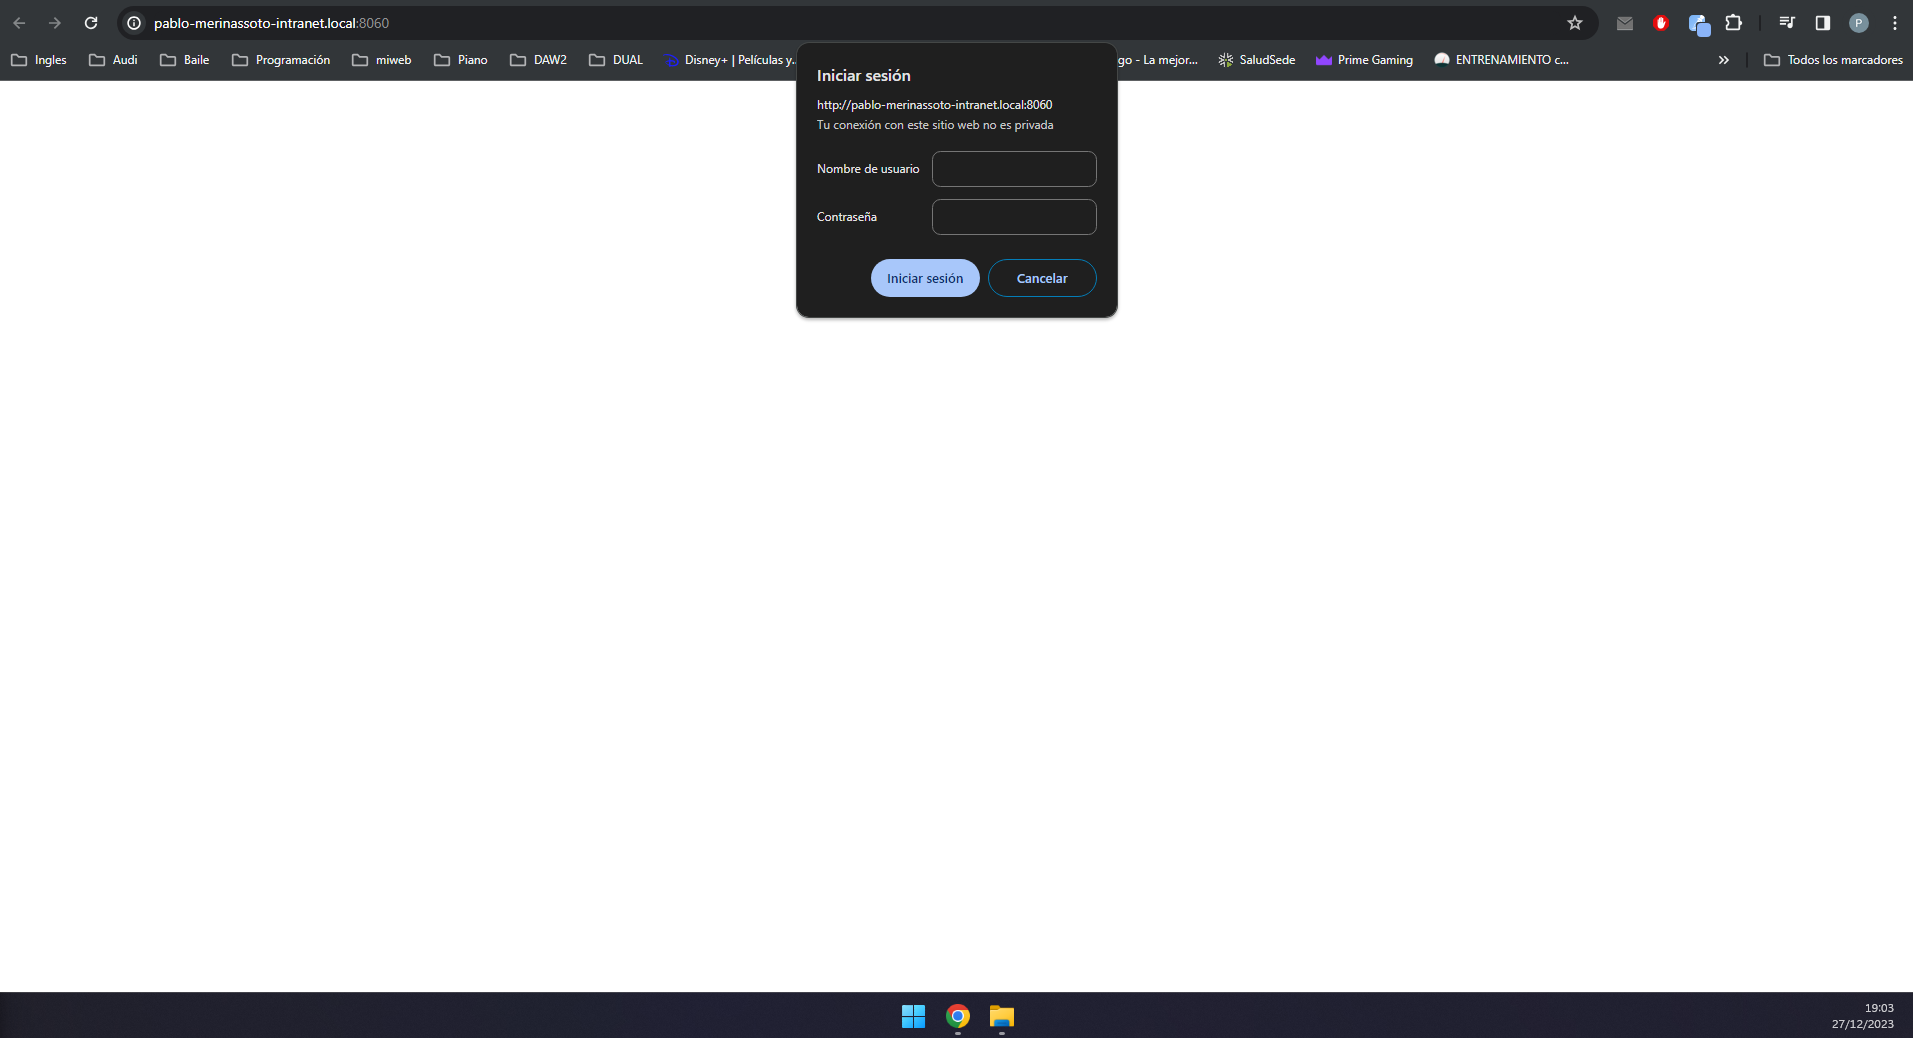 pablo-merinassoto-intranet.local:8060
P
Ingles Audi Baile Programación miweb Piano DAW2 DUAL Disney+ | Películas y... go - La mejor... SaludSede Prime Gaming ENTRENAMIENTO c... » Todos los marcadores
Iniciar sesión
http://pablo-merinassoto-intranet.local:8060
Tu conexión con este sitio web no es privada
Nombre de usuario
Contraseña
Iniciar sesión Cancelar
19:03
27/12/2023